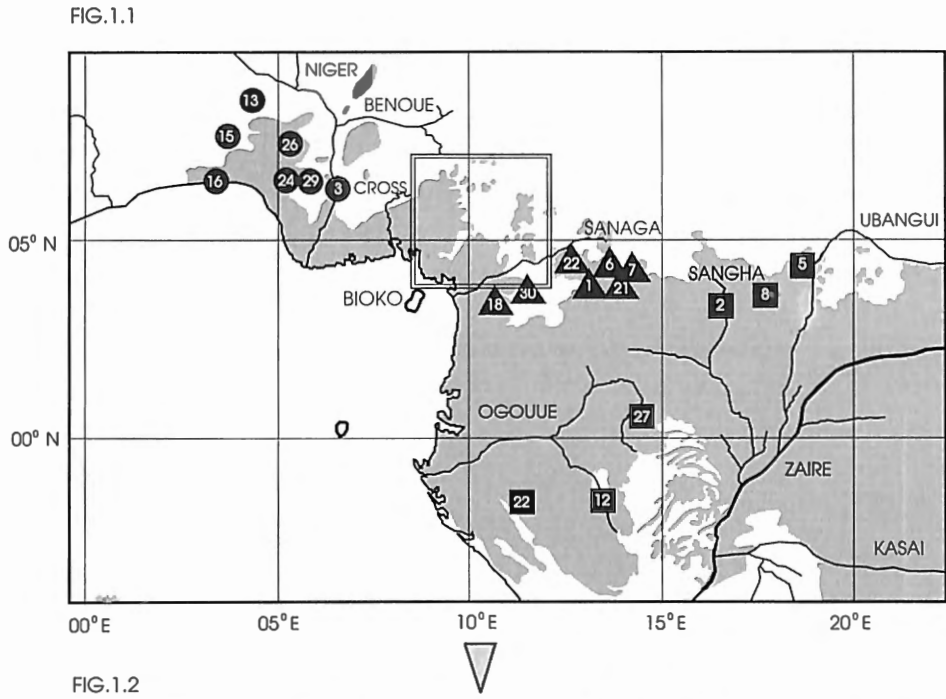 FIG.1.1
NIGER
13
BENOUE
15
26
16
24
29
3
CROSS
SANAGA
UBANGUI
05° N
22
6
7
5
SANGHA
BIOKO
1
21
8
18
30
2
OGOUUE
27
00° N
ZAIRE
22
12
KASAI
00° E
05° E
10° E
15° E
20° E
FIG.1.2